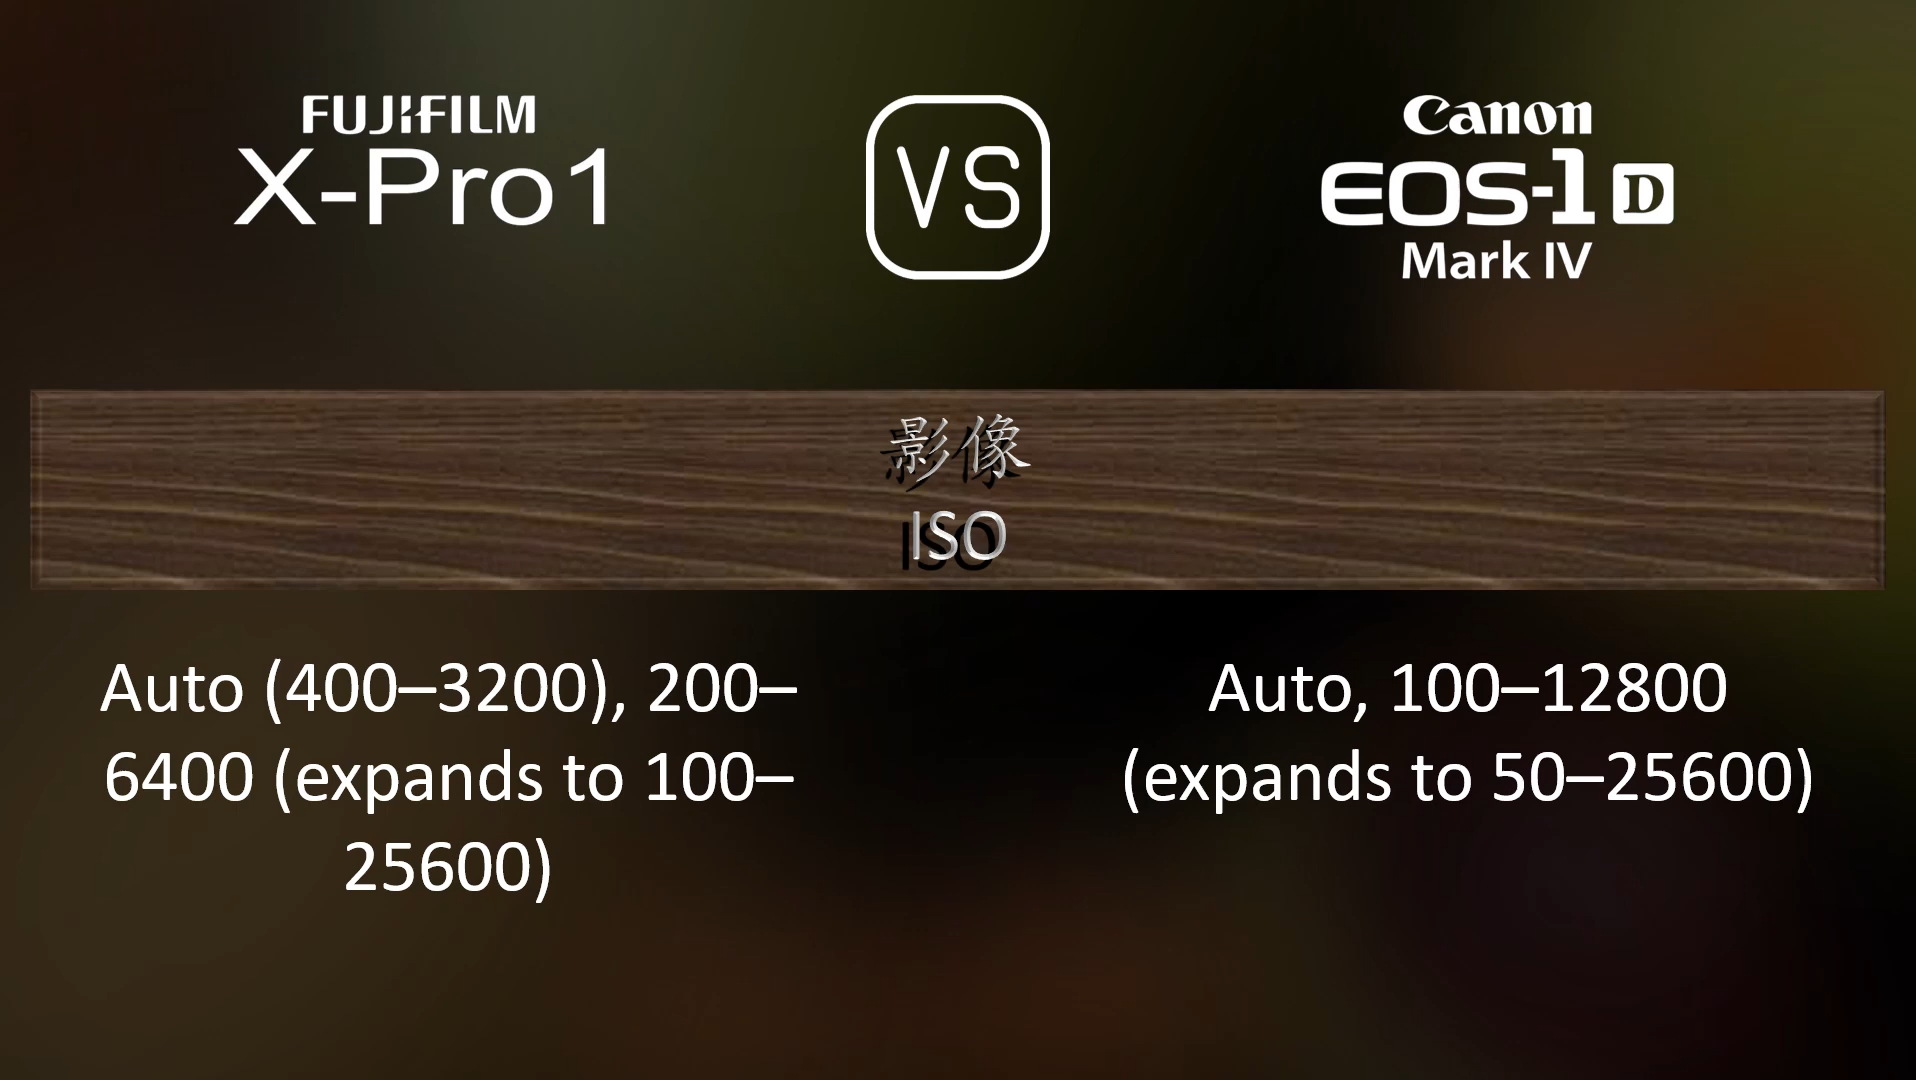 FUJIFILM
X-Pro1
VS
Canon
EOS-1 D
Mark IV
影像
ISO
Auto (400–3200), 200–
6400 (expands to 100–
25600)
Auto, 100–12800
(expands to 50–25600)